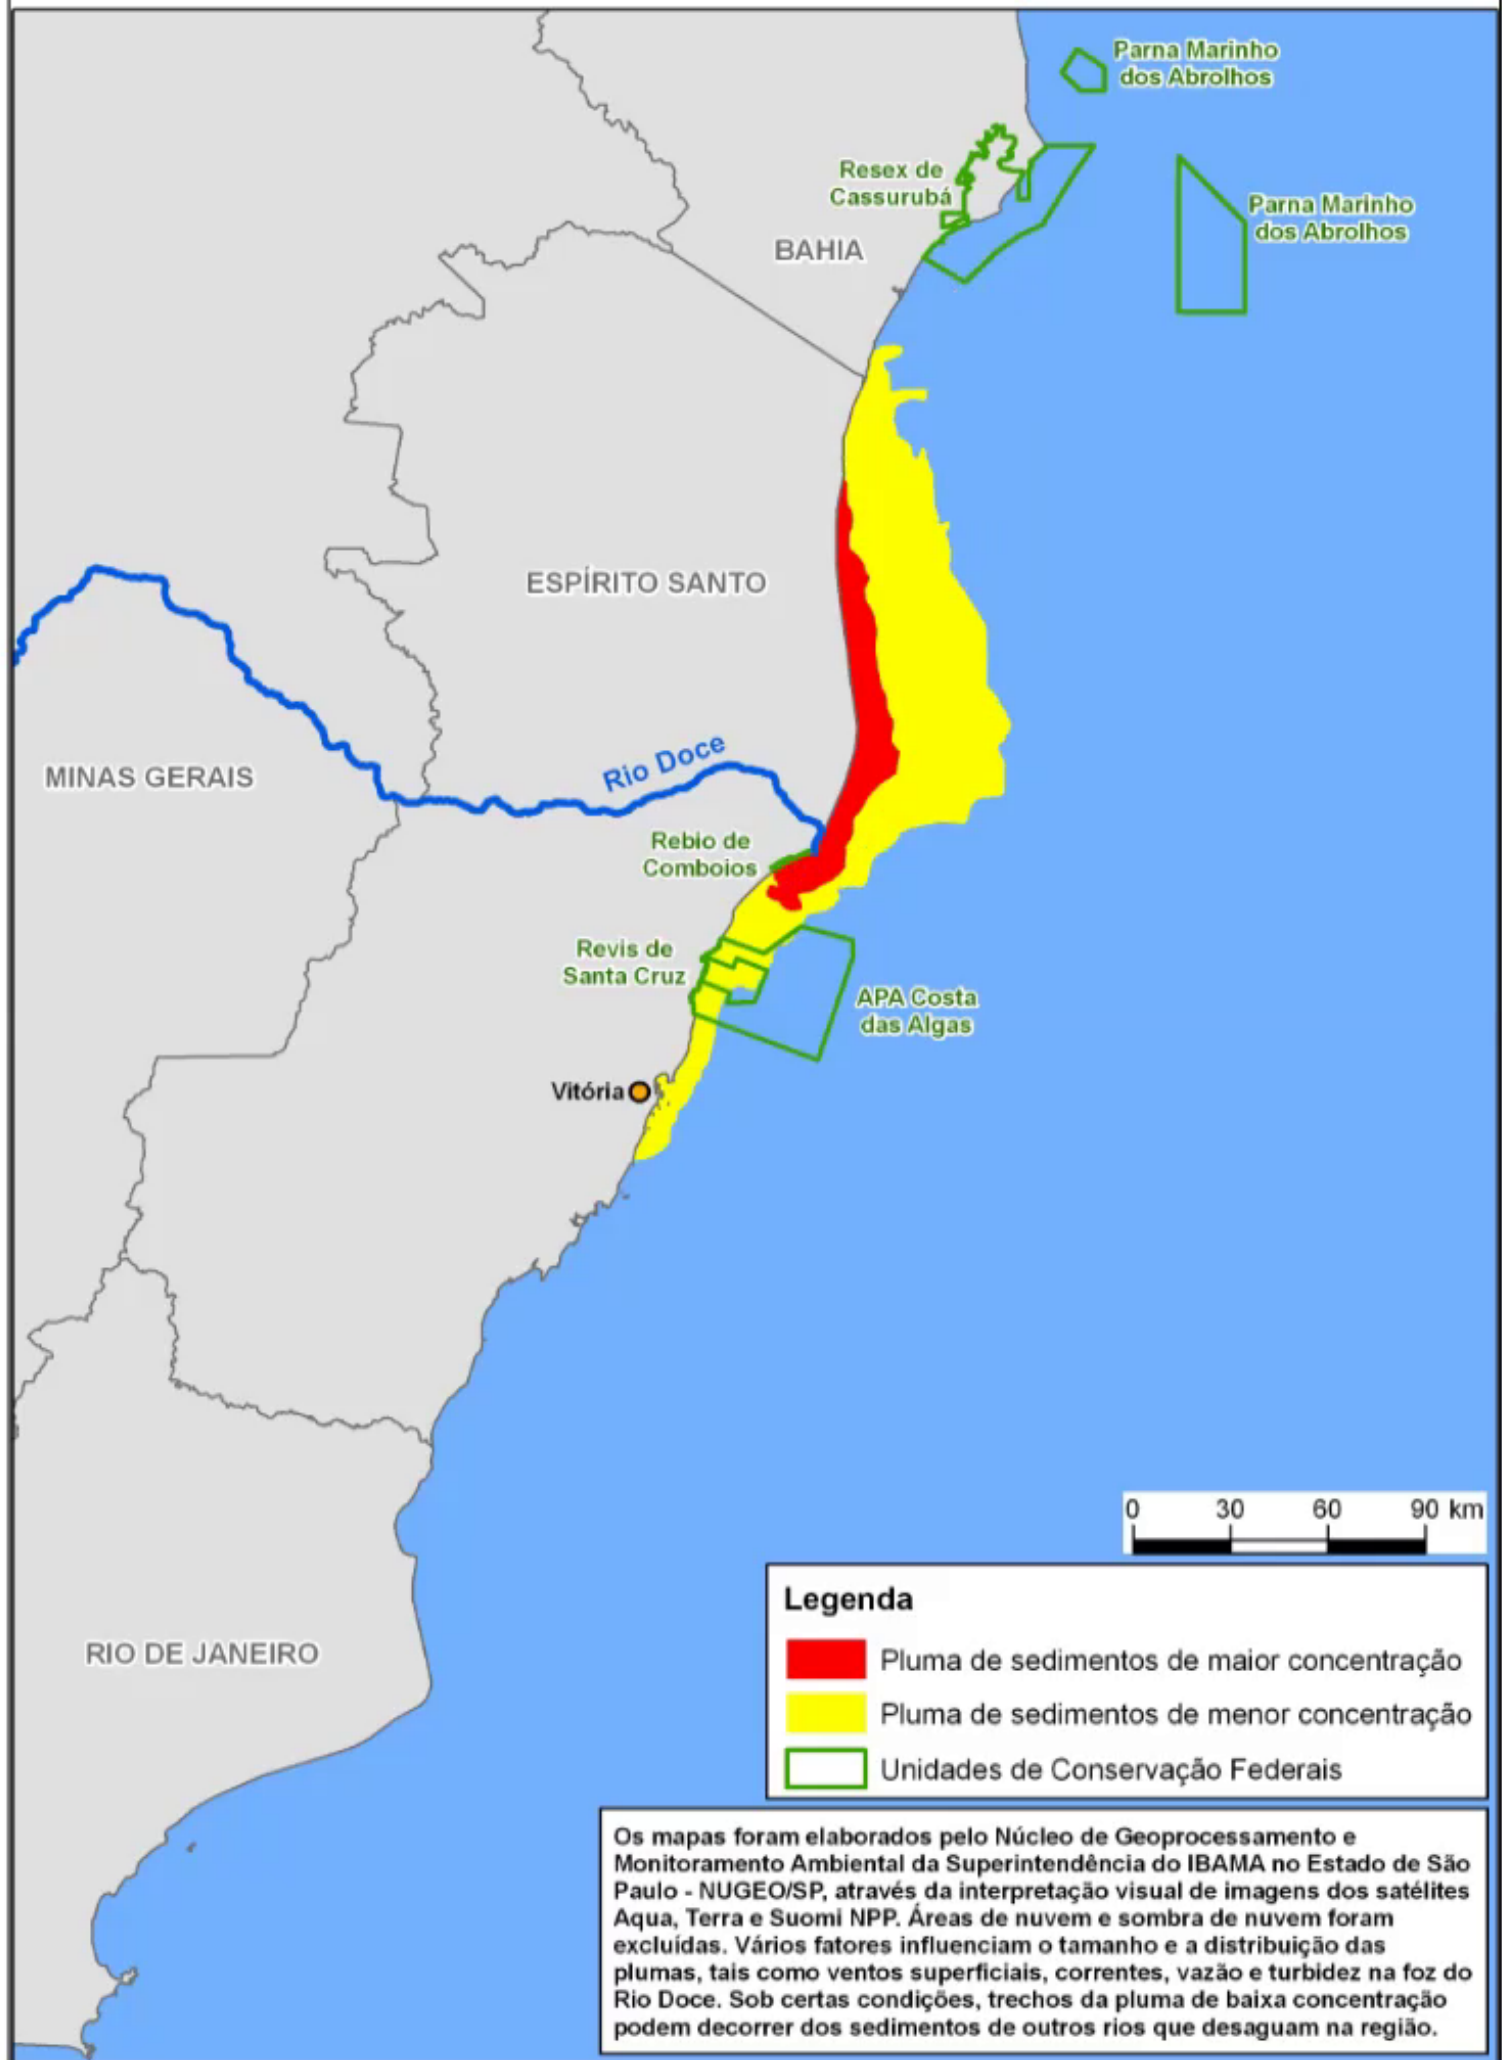 Parna Marinho
dos Abrolhos
Resex de
Cassurubá
Parna Marinho
dos Abrolhos
BAHIA
ESPÍRITO SANTO
MINAS GERAIS
Rio Doce
Rebio de
Comboios
Revis de
Santa Cruz
APA Costa
das Algas
Vitória
RIO DE JANEIRO
0 30 60 90 km
Legenda
Pluma de sedimentos de maior concentração
Pluma de sedimentos de menor concentração
Unidades de Conservação Federais
Os mapas foram elaborados pelo Núcleo de Geoprocessamento e
Monitoramento Ambiental da Superintendência do IBAMA no Estado de São
Paulo - NUGEO/SP, através da interpretação visual de imagens dos satélites
Aqua, Terra e Suomi NPP. Áreas de nuvem e sombra de nuvem foram
excluídas. Vários fatores influenciam o tamanho e a distribuição das
plumas, tais como ventos superficiais, correntes, vazão e turbidez na foz do
Rio Doce. Sob certas condições, trechos da pluma de baixa concentração
podem decorrer dos sedimentos de outros rios que desaguam na região.